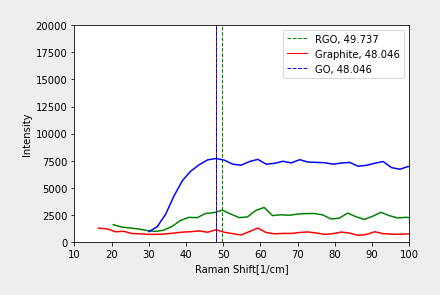 20000
17500
15000
12500
10000
7500
5000
2500
0
Intensity
RGO, 49.737
Graphite, 48.046
GO, 48.046
10 20 30 40 50 60 70 80 90 100
Raman Shift[1/cm]